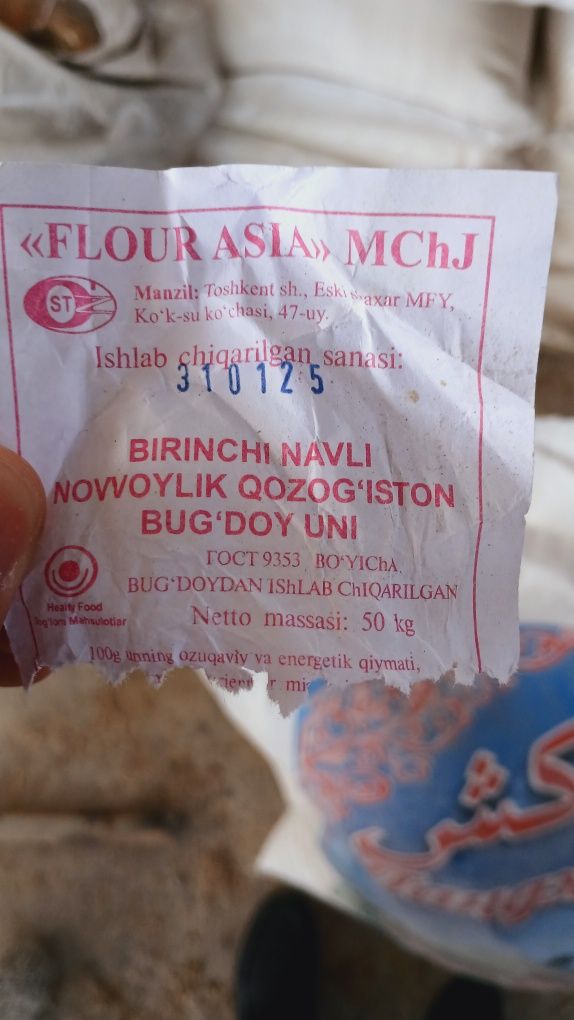 «FLOUR ASIA» MChJ
ST
Manzil: Toshkent sh., Eski shaxar MFY,
Ko‘k-su ko‘chasi, 47-uy.
Ishlab chiqarilgan sanasi:
310125
BIRINCHI NAVLI
NOVVOYLIK QOZOG‘ISTON
BUG‘DOY UNI
ГОСТ 9353 BO‘YIChA
BUG‘DOYDAN IShLAB ChIQARILGAN
Healty Food
Mahsulotlar
Netto massasi: 50 kg
100g unning ozuqaviy va energetik qiymati,